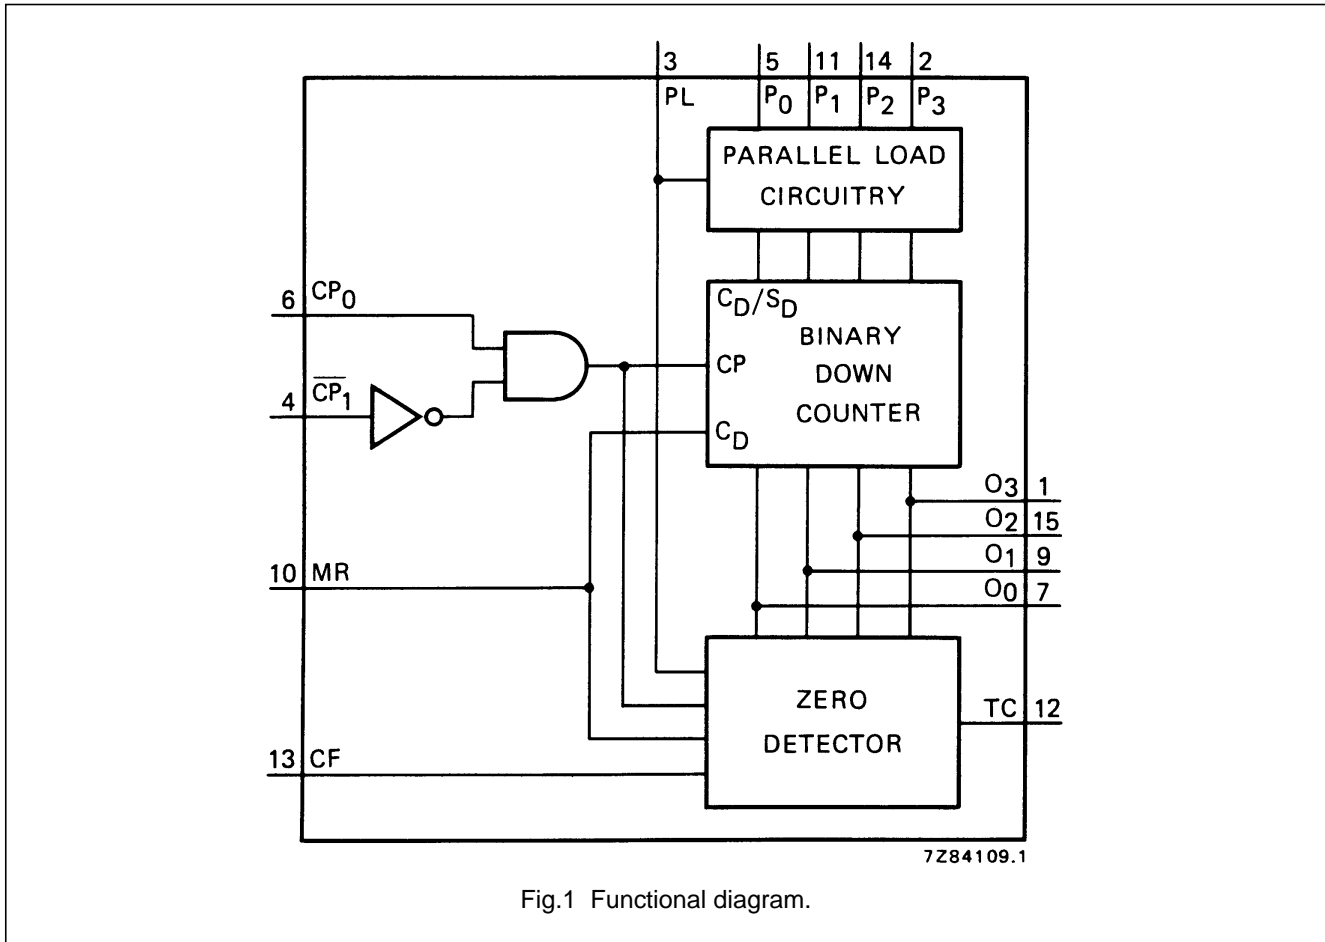 3 5 11 14 2
PL P0 P1 P2 P3
PARALLEL LOAD
CIRCUITRY
6 CP0
CD/SD
BINARY
DOWN
COUNTER
CP
4 C̅P̅1
CD
O3 1
O2 15
O1 9
O0 7
10 MR
ZERO
DETECTOR
TC 12
13 CF
7Z84109.1
Fig.1 Functional diagram.